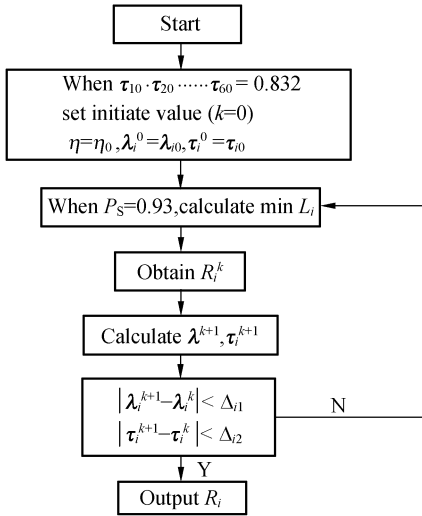 Start
When τ₁₀·τ₂₀······τ₆₀ = 0.832
set initiate value (k=0)
η=η₀,λᵢ⁰=λᵢ₀,τᵢ⁰=τᵢ₀
When Pₛ=0.93,calculate min Lᵢ
Obtain Rᵢᵏ
Calculate λᵏ⁺¹,τᵢᵏ⁺¹
|λᵢᵏ⁺¹−λᵢᵏ|< Δᵢ₁
|τᵢᵏ⁺¹−τᵢᵏ|< Δᵢ₂
N
Y
Output Rᵢ